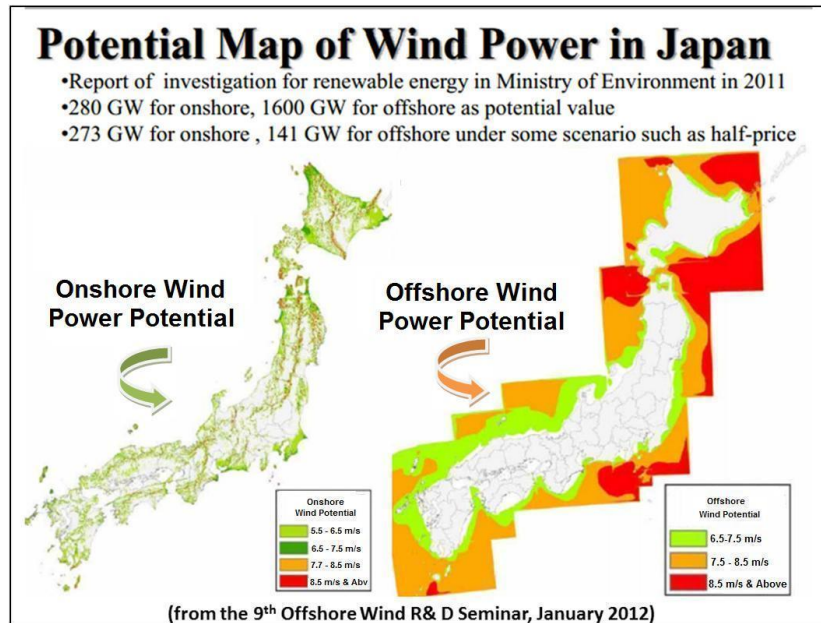 Potential Map of Wind Power in Japan
•Report of investigation for renewable energy in Ministry of Environment in 2011
•280 GW for onshore, 1600 GW for offshore as potential value
•273 GW for onshore , 141 GW for offshore under some scenario such as half-price
Onshore Wind
Power Potential
Offshore Wind
Power Potential
Onshore
Wind Potential
5.5 - 6.5 m/s
6.5 - 7.5 m/s
7.7 - 8.5 m/s
8.5 m/s & Abv
Offshore
Wind Potential
6.5-7.5 m/s
7.5 - 8.5 m/s
8.5 m/s & Above
(from the 9th Offshore Wind R& D Seminar, January 2012)